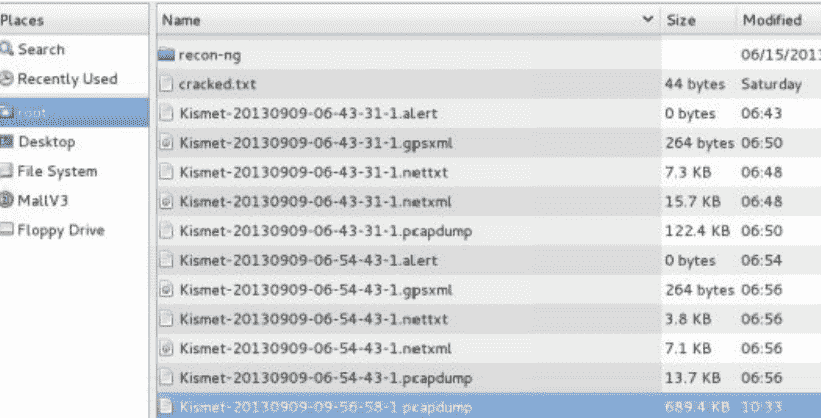 Places Name Size Modified
Search
recon-ng 06/15/201
Recently Used
cracked.txt 44 bytes Saturday
root
Kismet-20130909-06-43-31-1.alert 0 bytes 06:43
Desktop
Kismet-20130909-06-43-31-1.gpsxml 264 bytes 06:50
File System
Kismet-20130909-06-43-31-1.nettxt 7.3 KB 06:48
MallV3
Kismet-20130909-06-43-31-1.netxml 15.7 KB 06:48
Floppy Drive
Kismet-20130909-06-43-31-1.pcapdump 122.4 KB 06:50
Kismet-20130909-06-54-43-1.alert 0 bytes 06:54
Kismet-20130909-06-54-43-1.gpsxml 264 bytes 06:56
Kismet-20130909-06-54-43-1.nettxt 3.8 KB 06:56
Kismet-20130909-06-54-43-1.netxml 7.1 KB 06:56
Kismet-20130909-06-54-43-1.pcapdump 13.7 KB 06:56
Kismet-20130909-09-56-58-1.pcapdump 689.4 KB 10:33